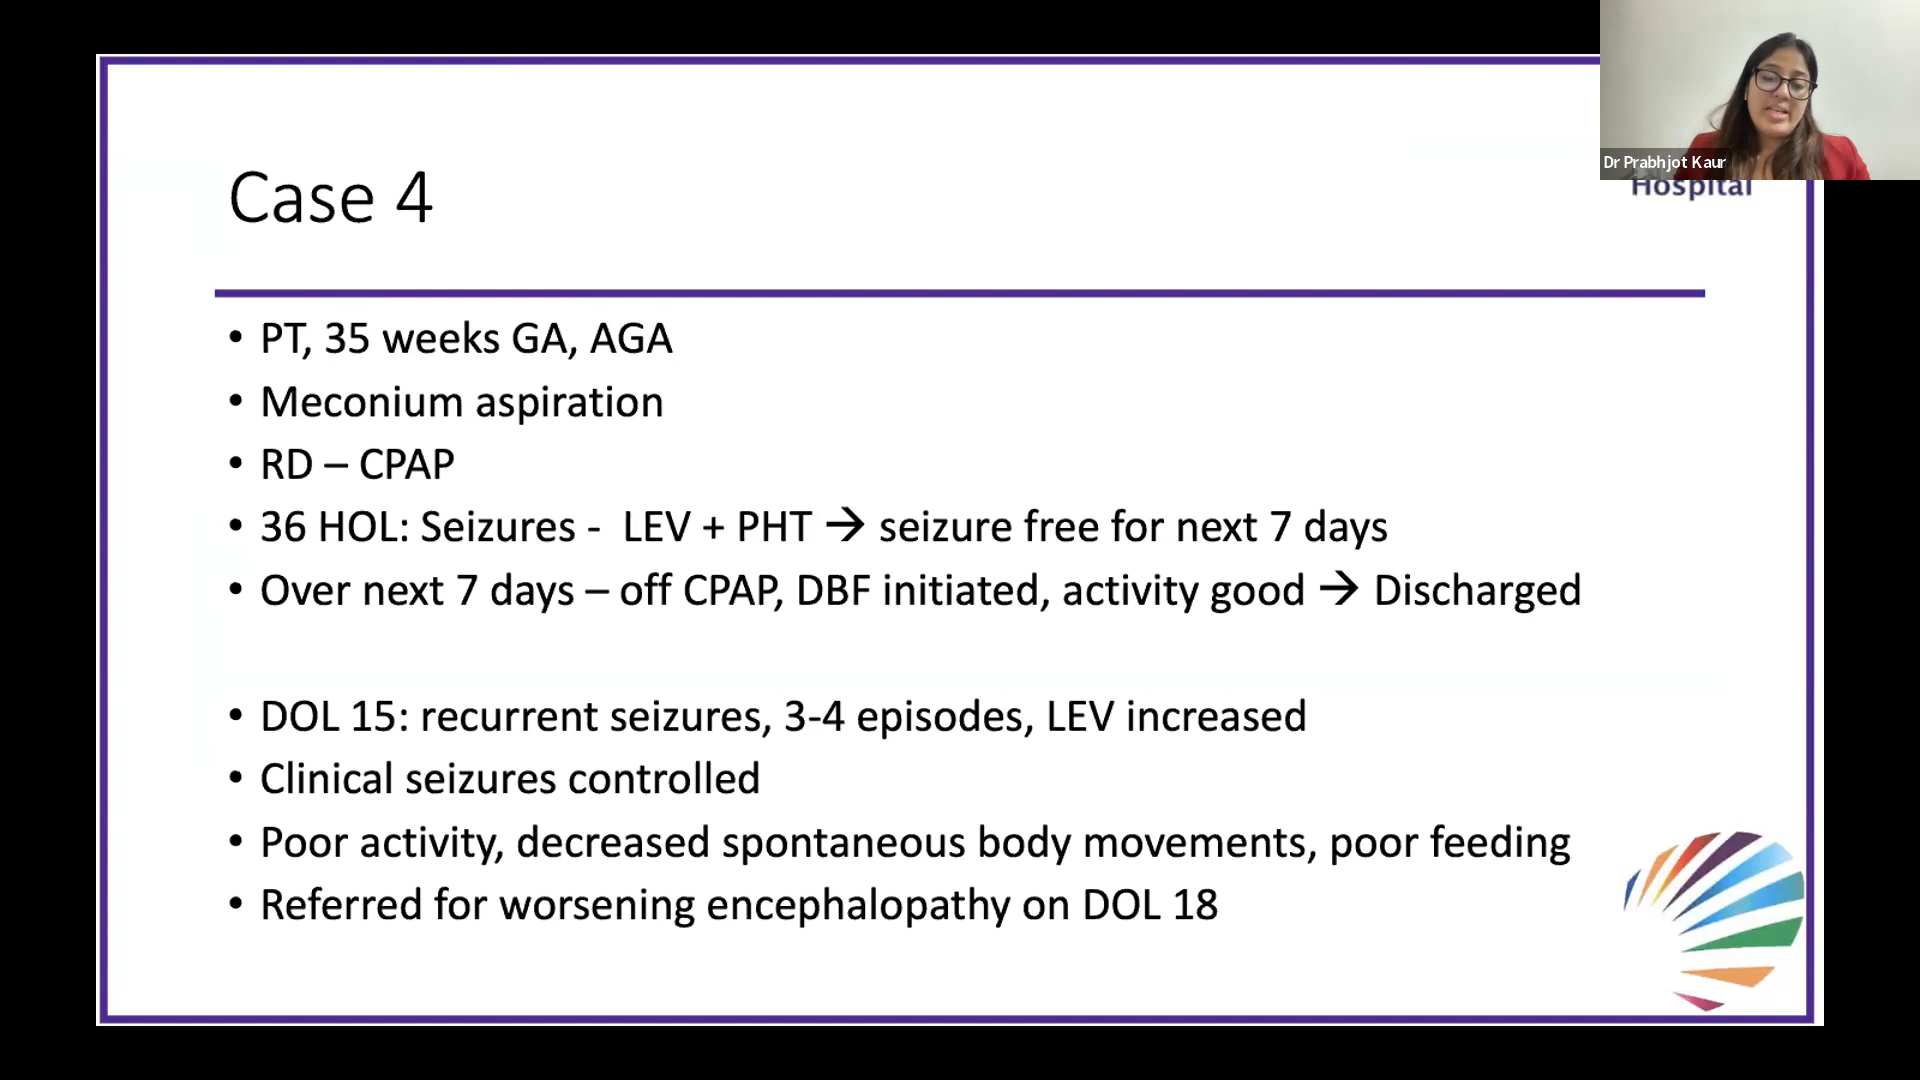 Dr Prabhjot Kaur
Hospital
Case 4
• PT, 35 weeks GA, AGA
• Meconium aspiration
• RD – CPAP
• 36 HOL: Seizures - LEV + PHT → seizure free for next 7 days
• Over next 7 days – off CPAP, DBF initiated, activity good → Discharged
• DOL 15: recurrent seizures, 3-4 episodes, LEV increased
• Clinical seizures controlled
• Poor activity, decreased spontaneous body movements, poor feeding
• Referred for worsening encephalopathy on DOL 18